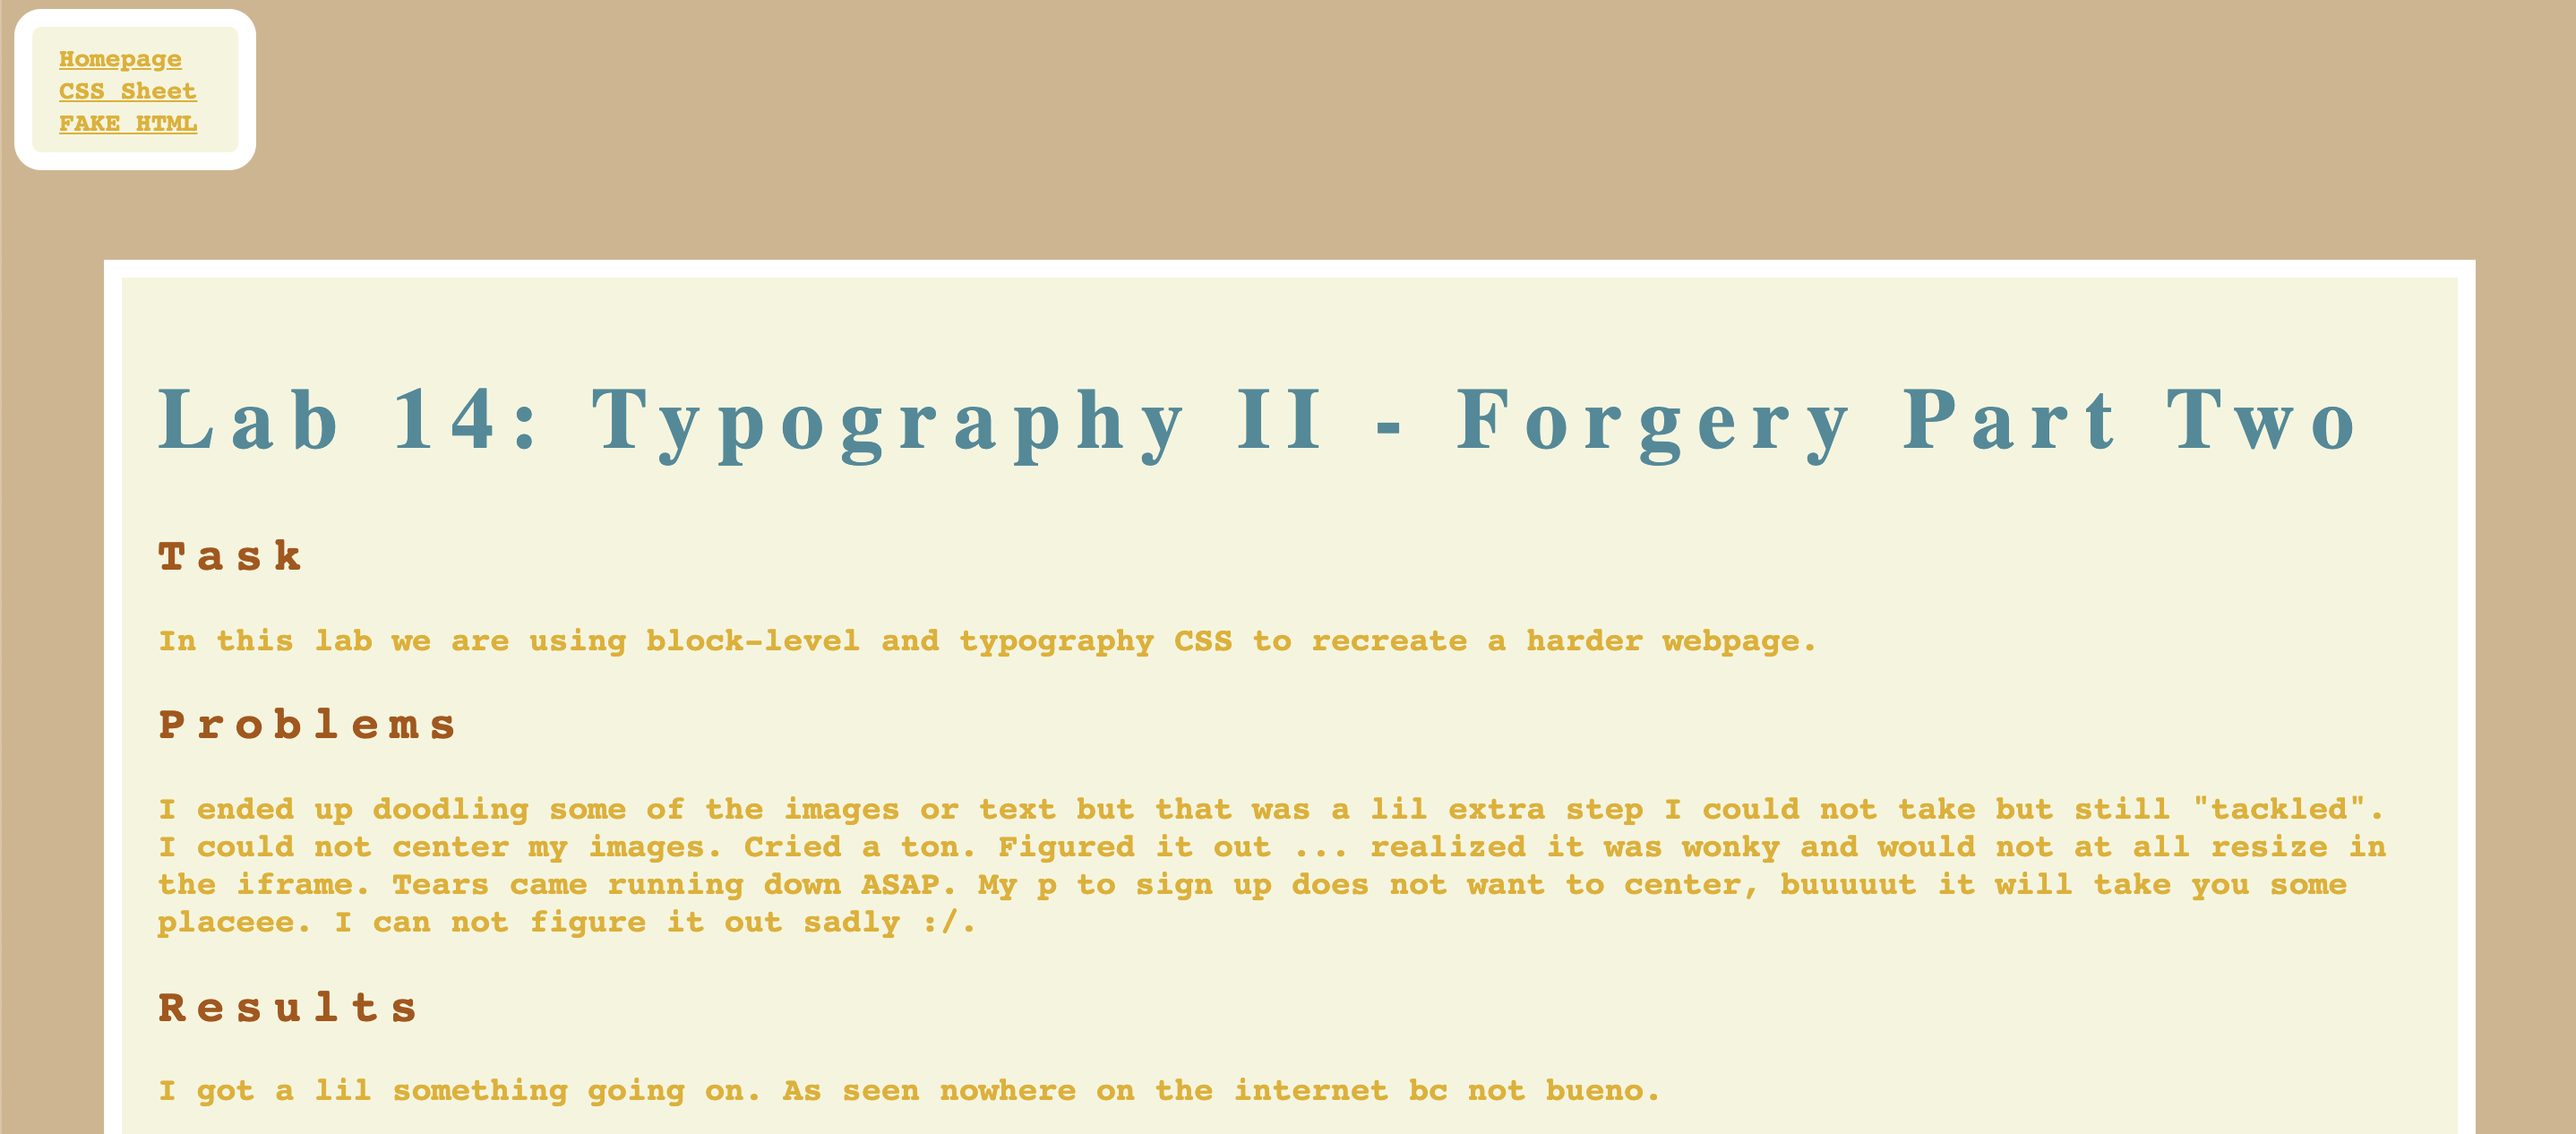 Homepage
CSS Sheet
FAKE HTML
Lab 14: Typography II - Forgery Part Two
Task
In this lab we are using block-level and typography CSS to recreate a harder webpage.
Problems
I ended up doodling some of the images or text but that was a lil extra step I could not take but still "tackled".
I could not center my images. Cried a ton. Figured it out ... realized it was wonky and would not at all resize in
the iframe. Tears came running down ASAP. My p to sign up does not want to center, buuuuut it will take you some
placeee. I can not figure it out sadly :/.
Results
I got a lil something going on. As seen nowhere on the internet bc not bueno.